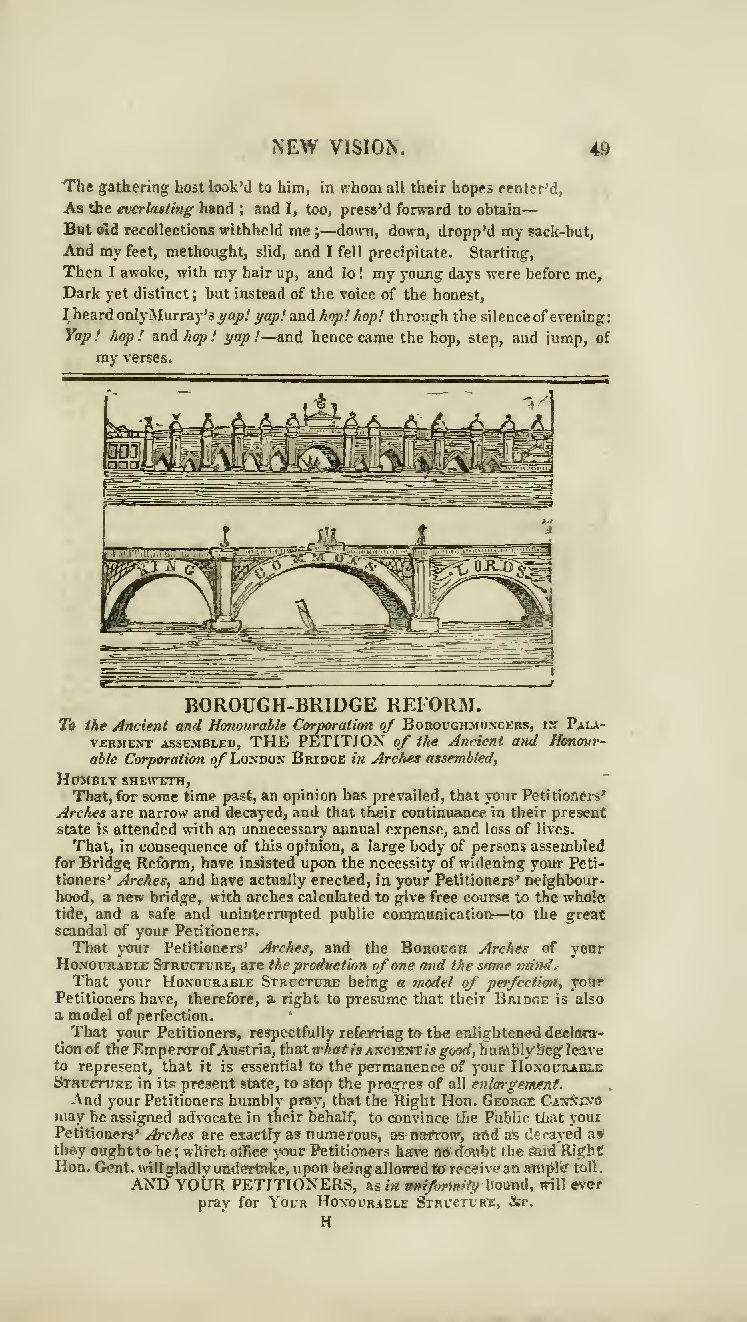 NEW VISION. 49
The gathering host look'd to him, in whom all their hopes center'd,
As the everlasting hand ; and I, too, press'd forward to obtain—
But old recollections withheld me ;—down, down, dropp'd my sack-but,
And my feet, methought, slid, and I fell precipitate. Starting,
Then I awoke, with my hair up, and lo! my young days were before me,
Dark yet distinct; but instead of the voice of the honest,
I heard only Murray's yap! yap! and hop! hop! through the silence of evening:
Yap! hop! and hop! yap!—and hence came the hop, step, and jump, of
my verses.
KING COMMONS LORDS
BOROUGH-BRIDGE REFORM.
To the Ancient and Honourable Corporation of BOROUGHMONGERS, IN PALA-
VERMENT ASSEMBLED, THE PETITION of the Ancient and Honour-
able Corporation of LONDON BRIDGE in Arches assembled,
HUMBLY SHEWETH,
That, for some time past, an opinion has prevailed, that your Petitioners'
Arches are narrow and decayed, and that their continuance in their present
state is attended with an unnecessary annual expense, and loss of lives.
That, in consequence of this opinion, a large body of persons assembled
for Bridge Reform, have insisted upon the necessity of widening your Peti-
tioners' Arches, and have actually erected, in your Petitioners' neighbour-
hood, a new bridge, with arches calculated to give free course to the whole
tide, and a safe and uninterrupted public communication—to the great
scandal of your Petitioners.
That your Petitioners' Arches, and the BOROUGH Arches of your
HONOURABLE STRUCTURE, are the production of one and the same mind.
That your HONOURABLE STRUCTURE being a model of perfection, your
Petitioners have, therefore, a right to presume that their BRIDGE is also
a model of perfection.
That your Petitioners, respectfully referring to the enlightened declara-
tion of the Emperor of Austria, that what is ANCIENT is good, humbly beg leave
to represent, that it is essential to the permanence of your HONOURABLE
STRUCTURE in its present state, to stop the progres of all enlargement.
And your Petitioners humbly pray, that the Right Hon. GEORGE CANNING
may be assigned advocate in their behalf, to convince the Public that your
Petitioners' Arches are exactly as numerous, as narrow, and as decayed as
they ought to be; which office your Petitioners have no doubt the said Right
Hon. Gent. will gladly undertake, upon being allowed to receive an ample toll.
AND YOUR PETITIONERS, as in uniformity bound, will ever
pray for YOUR HONOURABLE STRUCTURE, &c.
H